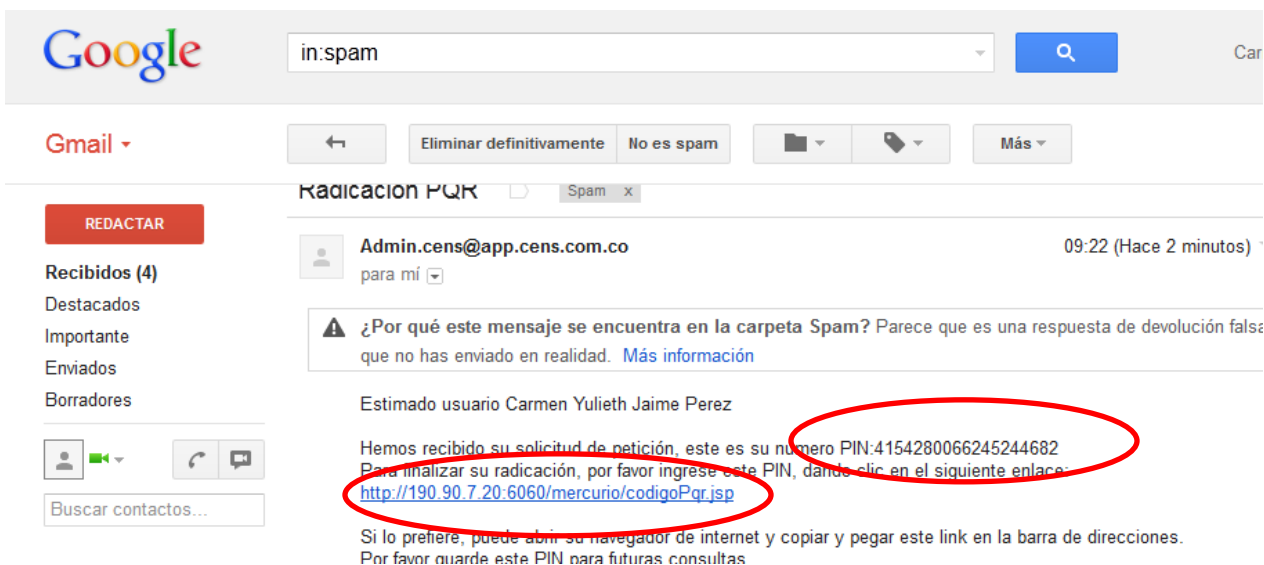 Google
in:spam
Car
Gmail
Eliminar definitivamente
No es spam
Más
Radicación PQR
Spam x
REDACTAR
Admin.cens@app.cens.com.co
09:22 (Hace 2 minutos)
para mí
Recibidos (4)
Destacados
Importante
Enviados
Borradores
Buscar contactos...
¿Por qué este mensaje se encuentra en la carpeta Spam? Parece que es una respuesta de devolución falsa
que no has enviado en realidad. Más información
Estimado usuario Carmen Yulieth Jaime Perez
Hemos recibido su solicitud de petición, este es su numero PIN:4154280066245244682
Para finalizar su radicación, por favor ingrese este PIN, dando clic en el siguiente enlace:
http://190.90.7.20:6060/mercurio/codigoPqr.jsp
Si lo prefiere, puede abrir su navegador de internet y copiar y pegar este link en la barra de direcciones.
Por favor guarde este PIN para futuras consultas